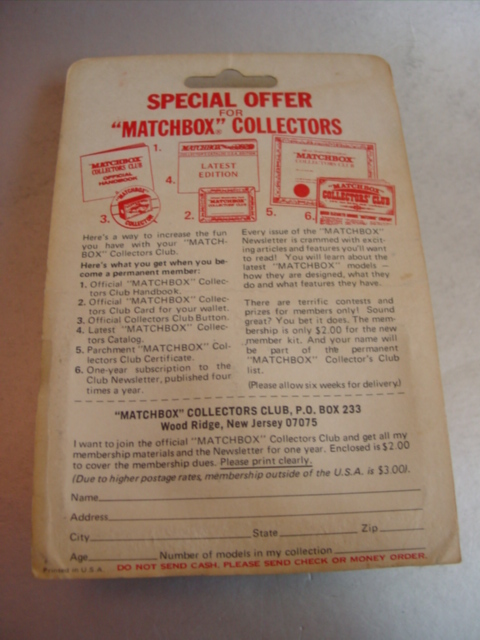 SPECIAL OFFER
FOR
"MATCHBOX"® COLLECTORS
1.
"MATCHBOX"
COLLECTORS CLUB
OFFICIAL
HANDBOOK
4.
"MATCHBOX"
LATEST
EDITION
2.
3.
"MATCHBOX"
COLLECTOR
5.
COLLECTORS CLUB
6.
"MATCHBOX"
COLLECTORS' CLUB
Here's a way to increase the fun
you have with your "MATCH-
BOX" Collectors Club.
Here's what you get when you be-
come a permanent member:
1. Official "MATCHBOX" Collec-
tors Club Handbook.
2. Official "MATCHBOX" Collec-
tors Club Card for your wallet.
3. Official Collectors Club Button.
4. Latest "MATCHBOX" Collec-
tors Catalog.
5. Parchment "MATCHBOX" Col-
lectors Club Certificate.
6. One-year subscription to the
Club Newsletter, published four
times a year.
Every issue of the "MATCHBOX"
Newsletter is crammed with excit-
ing articles and features you'll want
to read! You will learn about the
latest "MATCHBOX" models —
how they are designed, what they
do and what features they have.
There are terrific contests and
prizes for members only! Sound
great? You bet it does. The mem-
bership is only $2.00 for the new
member kit. And your name will
be part of the permanent
"MATCHBOX" Collector's Club
list.
(Please allow six weeks for delivery.)
"MATCHBOX" COLLECTORS CLUB, P.O. BOX 233
Wood Ridge, New Jersey 07075
I want to join the official "MATCHBOX" Collectors Club and get all my
membership materials and the Newsletter for one year. Enclosed is $2.00
to cover the membership dues. Please print clearly.
(Due to higher postage rates, membership outside of the U.S.A. is $3.00).
Name
Address
City State Zip
Age Number of models in my collection
Printed in U.S.A. DO NOT SEND CASH. PLEASE SEND CHECK OR MONEY ORDER.